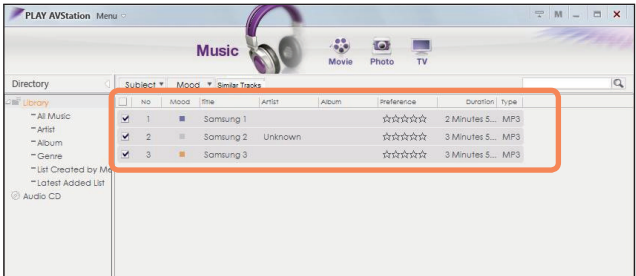 PLAY AVStation Menu M
Music Movie Photo TV
Directory Subject Mood Similar Tracks
No Mood Title Artist Album Preference Duration Type
Library
All Music 1 Samsung 1 2 Minutes 5... MP3
Artist 2 Samsung 2 Unknown 3 Minutes 5... MP3
Album
Genre 3 Samsung 3 3 Minutes 5... MP3
List Created by Me
Latest Added List
Audio CD